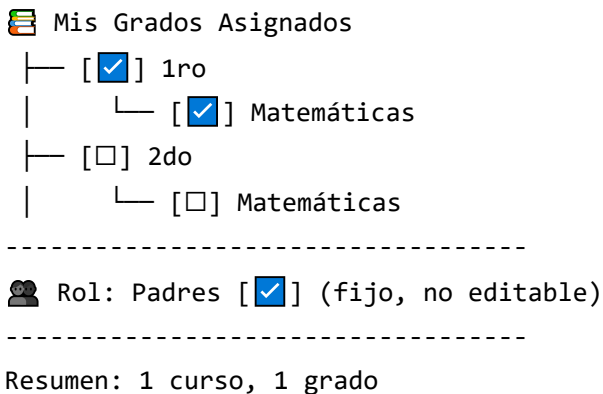 📚 Mis Grados Asignados
├── [☑] 1ro
│     └── [☑] Matemáticas
├── [☐] 2do
│     └── [☐] Matemáticas
-----------------------------------
👥 Rol: Padres [☑] (fijo, no editable)
-----------------------------------
Resumen: 1 curso, 1 grado